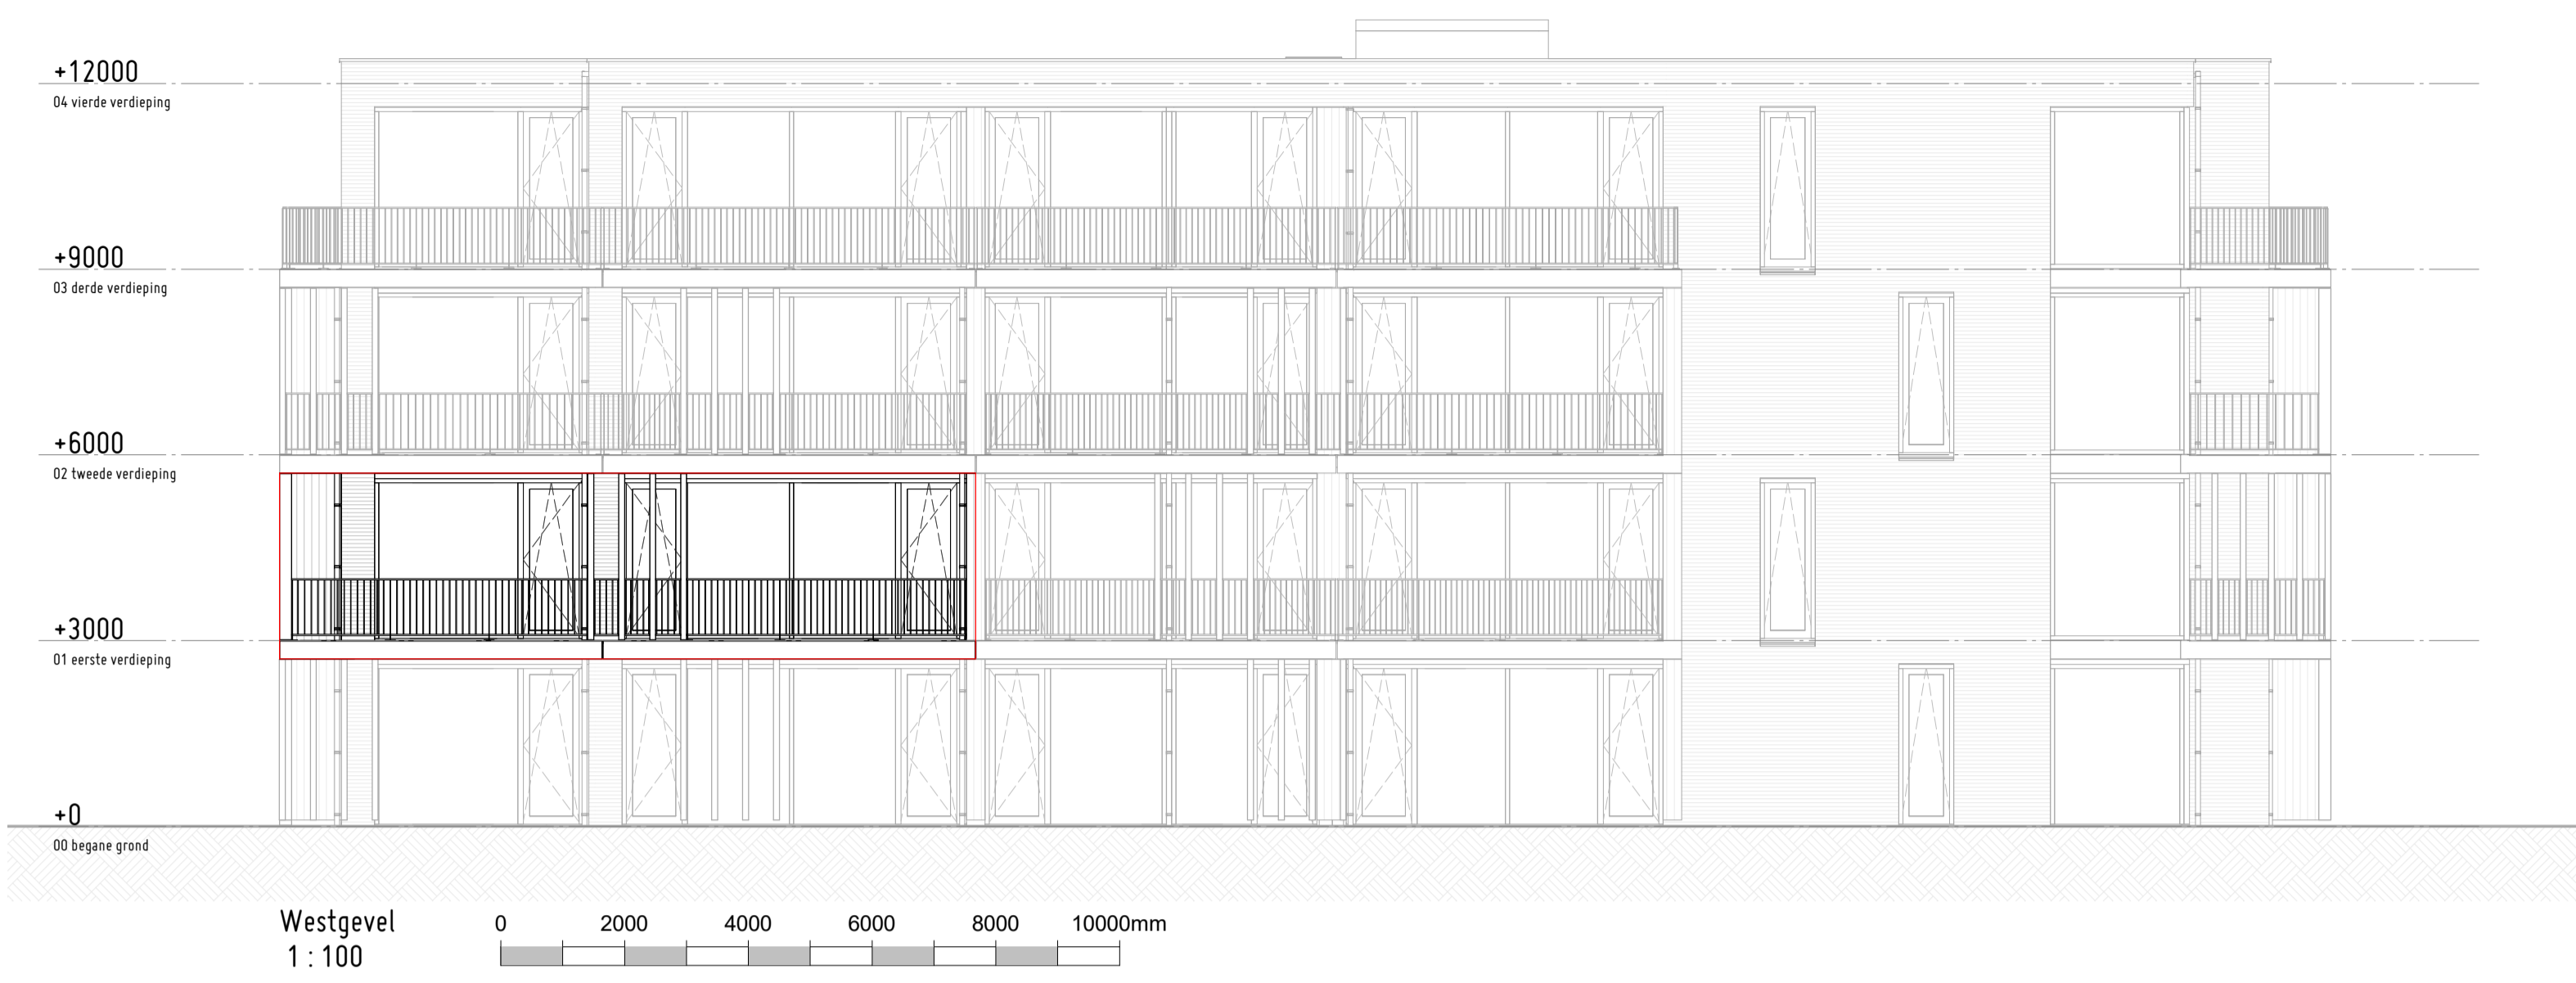 +12000
04 vierde verdieping
+9000
03 derde verdieping
+6000
02 tweede verdieping
+3000
01 eerste verdieping
+0
00 begane grond
Westgevel
1 : 100
0 2000 4000 6000 8000 10000mm